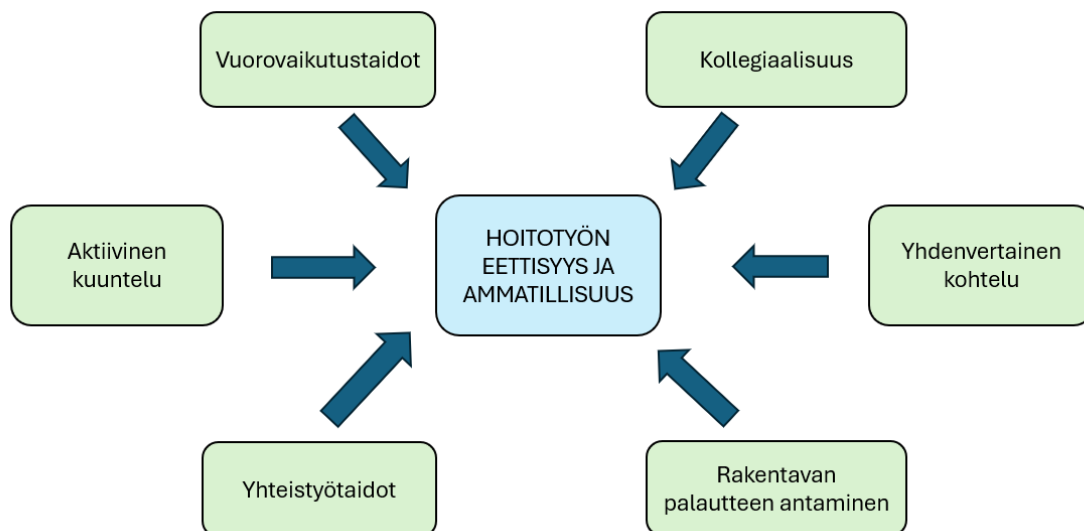 Vuorovaikutustaidot
Kollegiaalisuus
Aktiivinen
kuuntelu
HOITOTYÖN
EETTISYYS JA
AMMATILLISUUS
Yhdenvertainen
kohtelu
Yhteistyötaidot
Rakentavan
palautteen antaminen